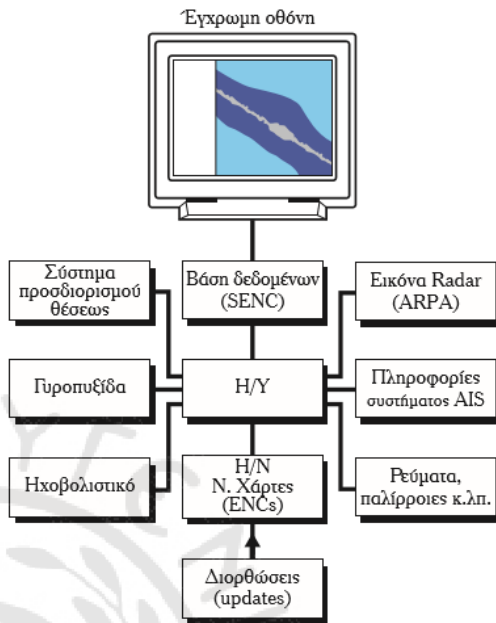 Έγχρωμη οθόνη
Σύστημα
προσδιορισμού
θέσεως
Βάση δεδομένων
(SENC)
Εικόνα Radar
(ARPA)
Γυροπυξίδα
Η/Υ
Πληροφορίες
συστήματος AIS
Ηχοβολιστικό
Η/Ν
Ν. Χάρτες
(ENCs)
Ρεύματα,
παλίρροιες κ.λπ.
Διορθώσεις
(updates)